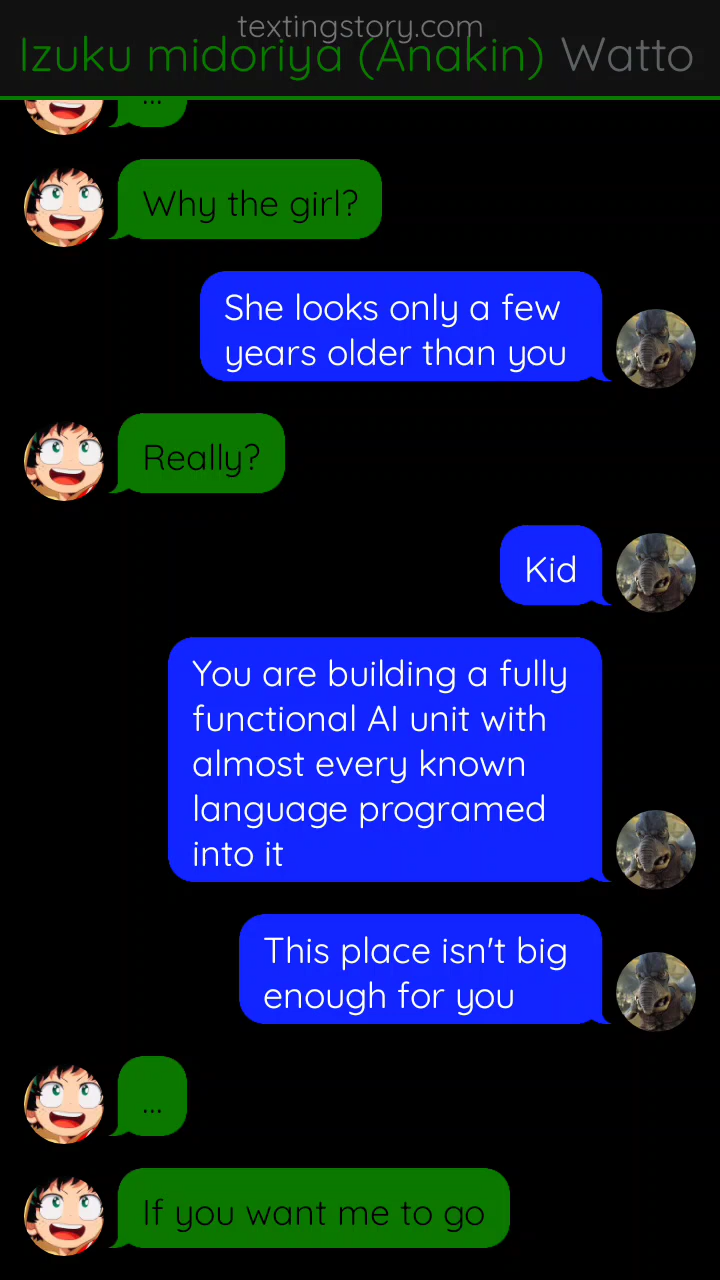 textingstory.com
Izuku midoriya (Anakin) Watto
...
Why the girl?
She looks only a few
years older than you
Really?
Kid
You are building a fully
functional AI unit with
almost every known
language programed
into it
This place isn't big
enough for you
...
If you want me to go